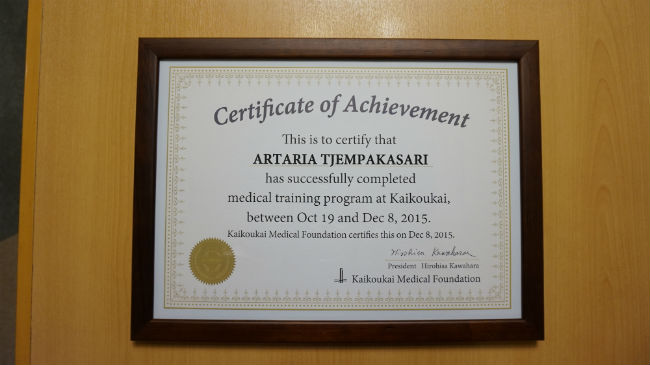 Certificate of Achievement
This is to certify that
ARTARIA TJEMPAKASARI
has successfully completed
medical training program at Kaikoukai,
between Oct 19 and Dec 8, 2015.
Kaikoukai Medical Foundation certifies this on Dec 8, 2015.
Hirohisa Kawahara
President Hirohisa Kawahara
Kaikoukai Medical Foundation